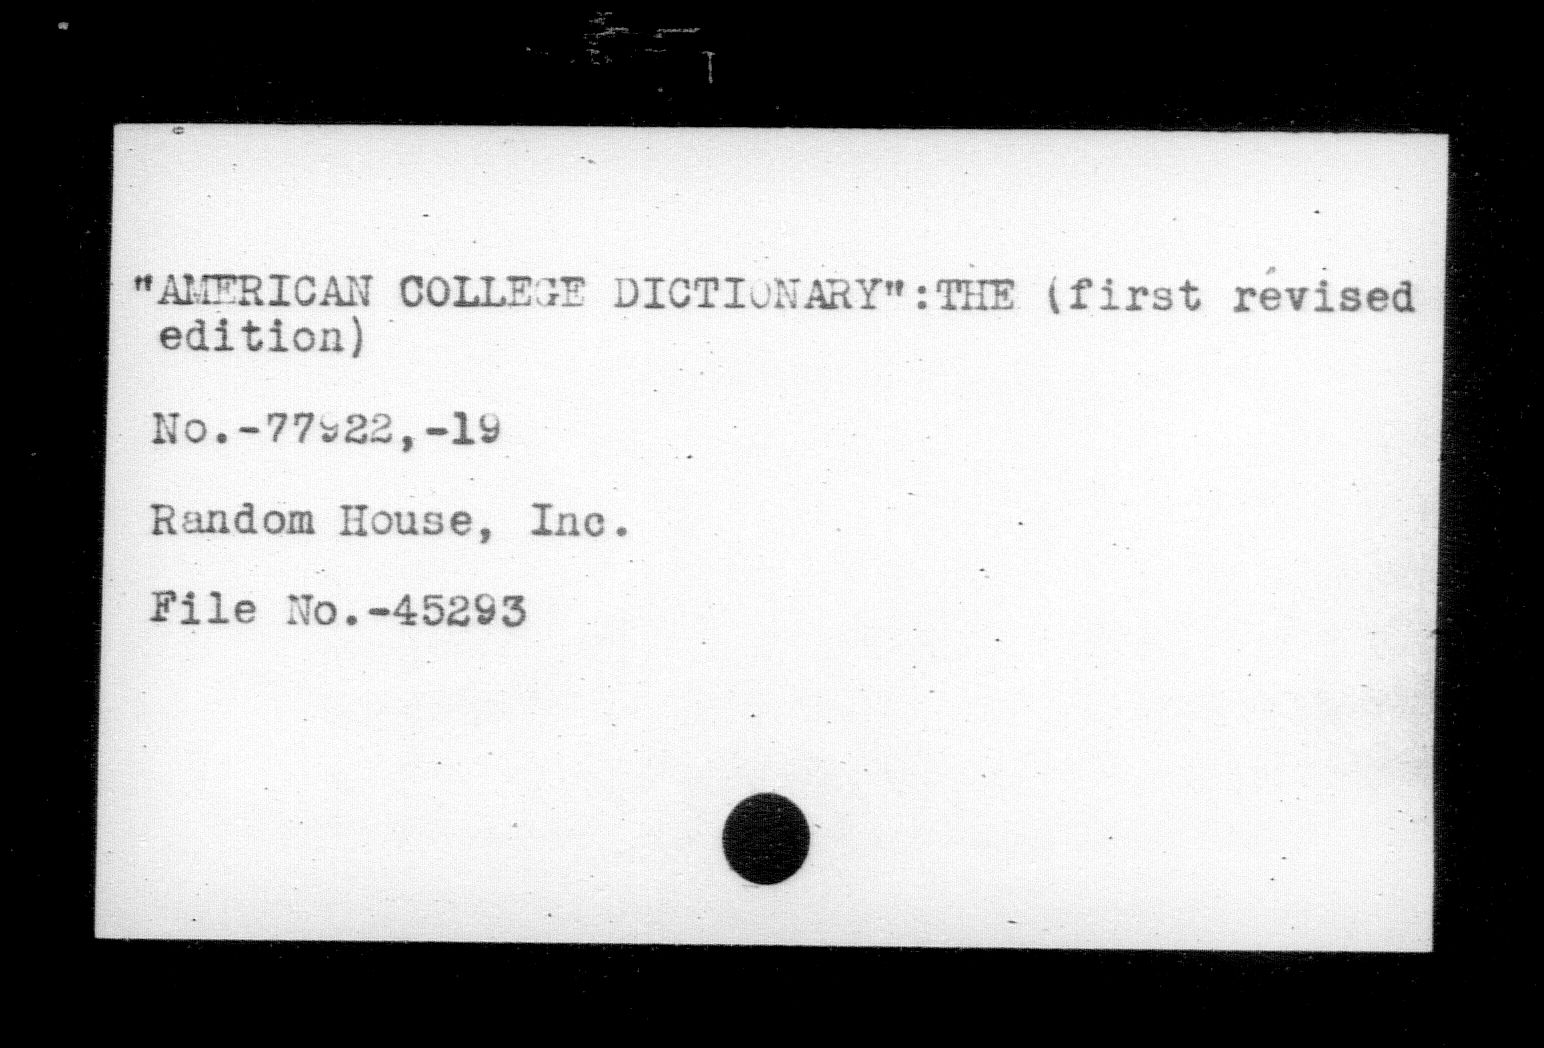 "AMERICAN COLLEGE DICTIONARY":THE (first revised
edition)
No.-77922,-19
Random House, Inc.
File No.-45293